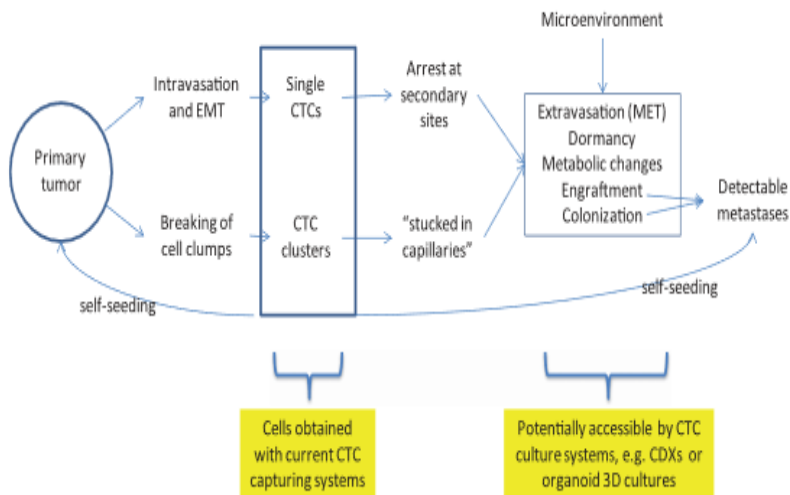 Microenvironment
Primary
tumor
Intravasation
and EMT
Single
CTCs
Arrest at
secondary
sites
Extravasation (MET)
Dormancy
Metabolic changes
Engraftment
Colonization
Detectable
metastases
Breaking of
cell clumps
CTC
clusters
“stucked in
capillaries”
self-seeding
self-seeding
Cells obtained
with current CTC
capturing systems
Potentially accessible by CTC
culture systems, e.g. CDXs or
organoid 3D cultures